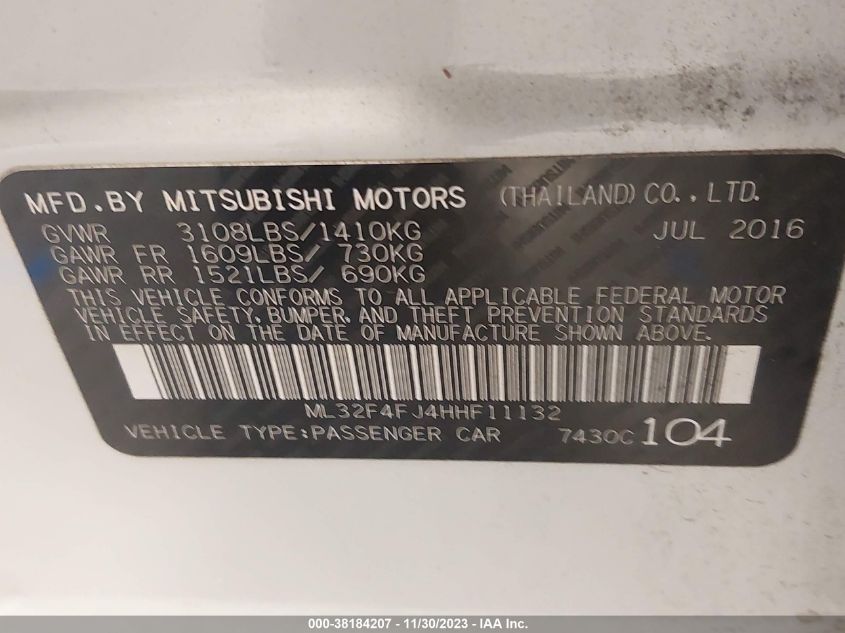 MFD.BY MITSUBISHI MOTORS (THAILAND) CO., LTD.
GVWR 3108LBS/1410KG JUL 2016
GAWR FR 1609LBS/ 730KG
GAWR RR 1521LBS/ 690KG
THIS VEHICLE CONFORMS TO ALL APPLICABLE FEDERAL MOTOR
VEHICLE SAFETY, BUMPER, AND THEFT PREVENTION STANDARDS
IN EFFECT ON THE DATE OF MANUFACTURE SHOWN ABOVE.
ML32F4FJ4HHF11132
VEHICLE TYPE:PASSENGER CAR 7430C 104
000-38184207 - 11/30/2023 - IAA Inc.